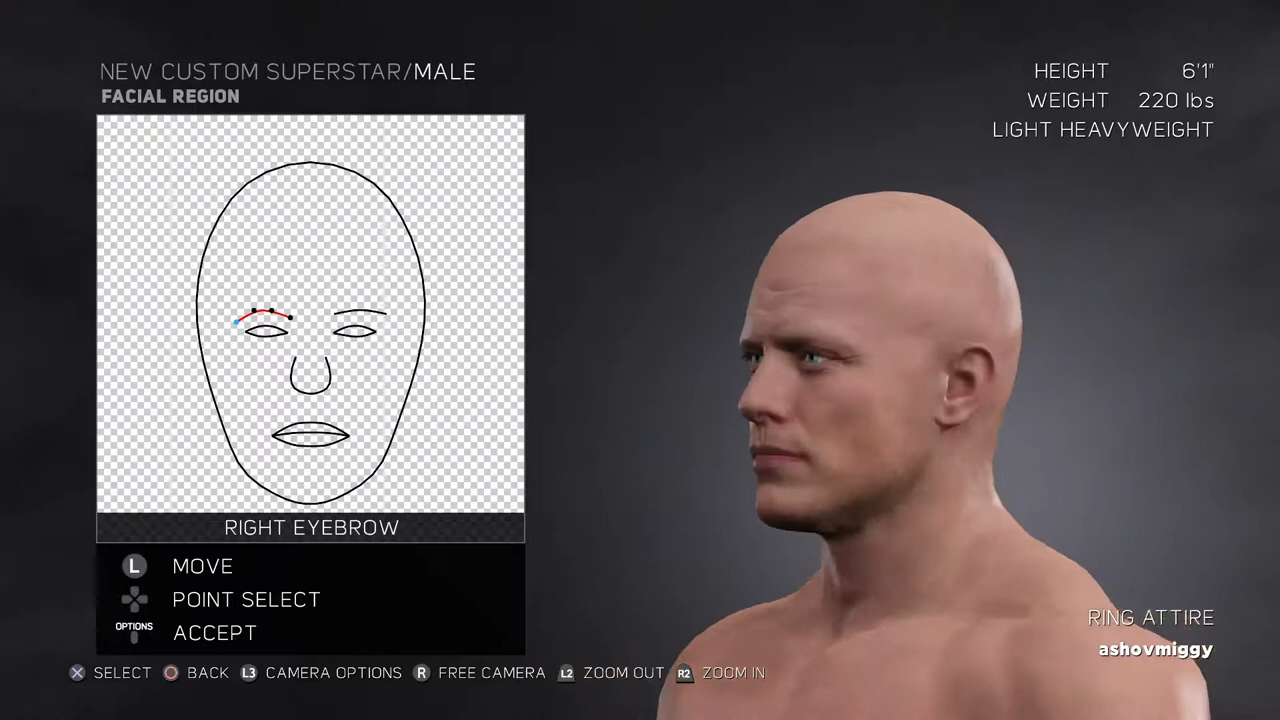 NEW CUSTOM SUPERSTAR/MALE
FACIAL REGION
HEIGHT 6'1"
WEIGHT 220 lbs
LIGHT HEAVYWEIGHT
RIGHT EYEBROW
L MOVE
POINT SELECT
OPTIONS ACCEPT
RING ATTIRE
ashovmiggy
SELECT BACK L3 CAMERA OPTIONS R FREE CAMERA L2 ZOOM OUT R2 ZOOM IN